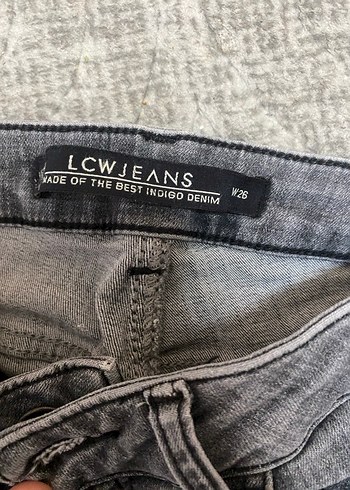 LCWJEANS
MADE OF THE BEST INDIGO DENIM
W26